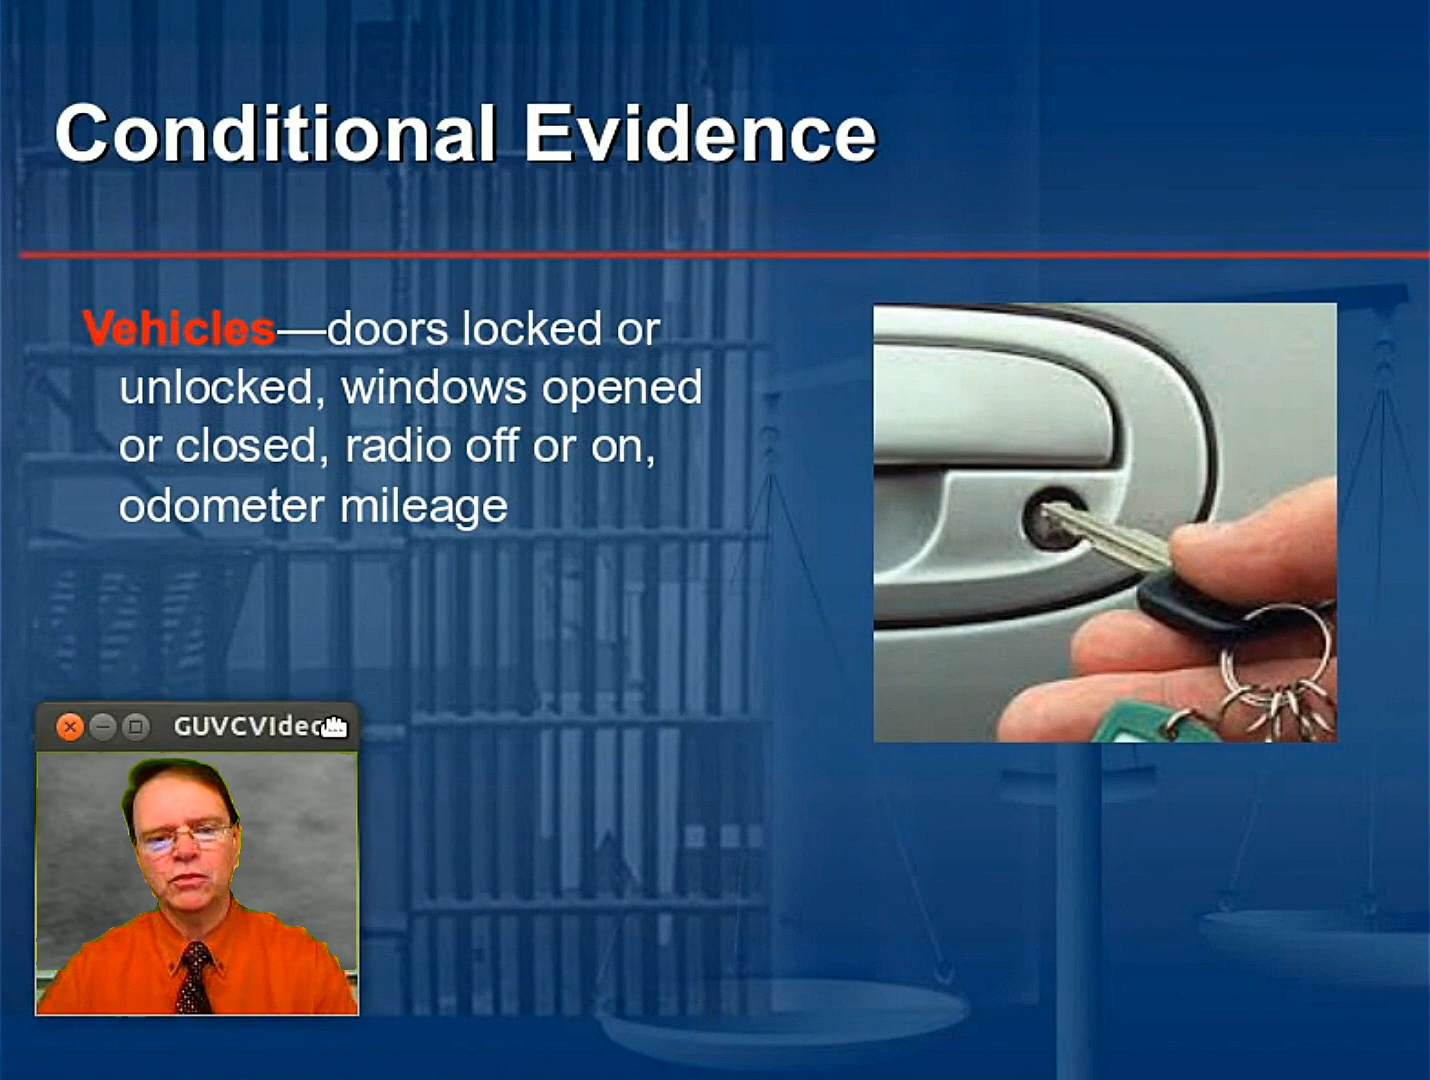 Conditional Evidence
Vehicles—doors locked or
unlocked, windows opened
or closed, radio off or on,
odometer mileage
GUVCVIdeo